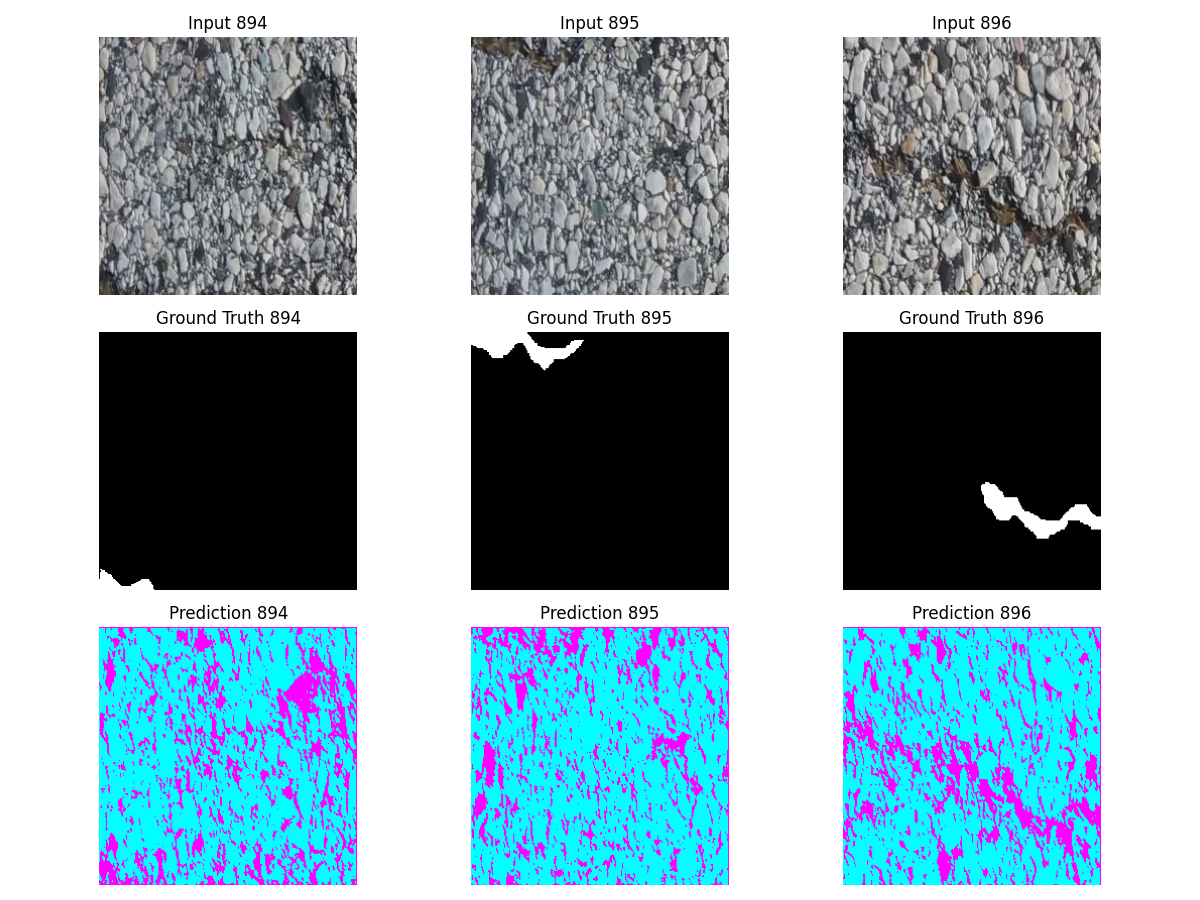 Input 894
Input 895
Input 896
Ground Truth 894
Ground Truth 895
Ground Truth 896
Prediction 894
Prediction 895
Prediction 896